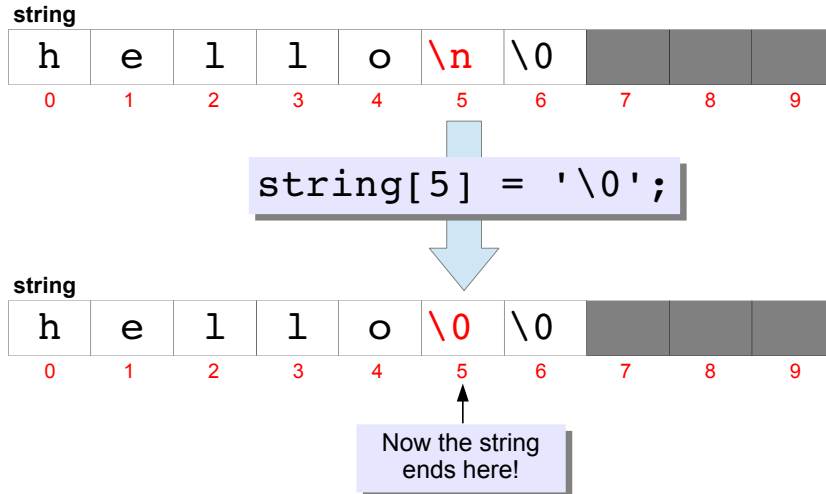 string
h e l l o \n \0
0 1 2 3 4 5 6 7 8 9
string[5] = '\0';
string
h e l l o \0 \0
0 1 2 3 4 5 6 7 8 9
Now the string
ends here!